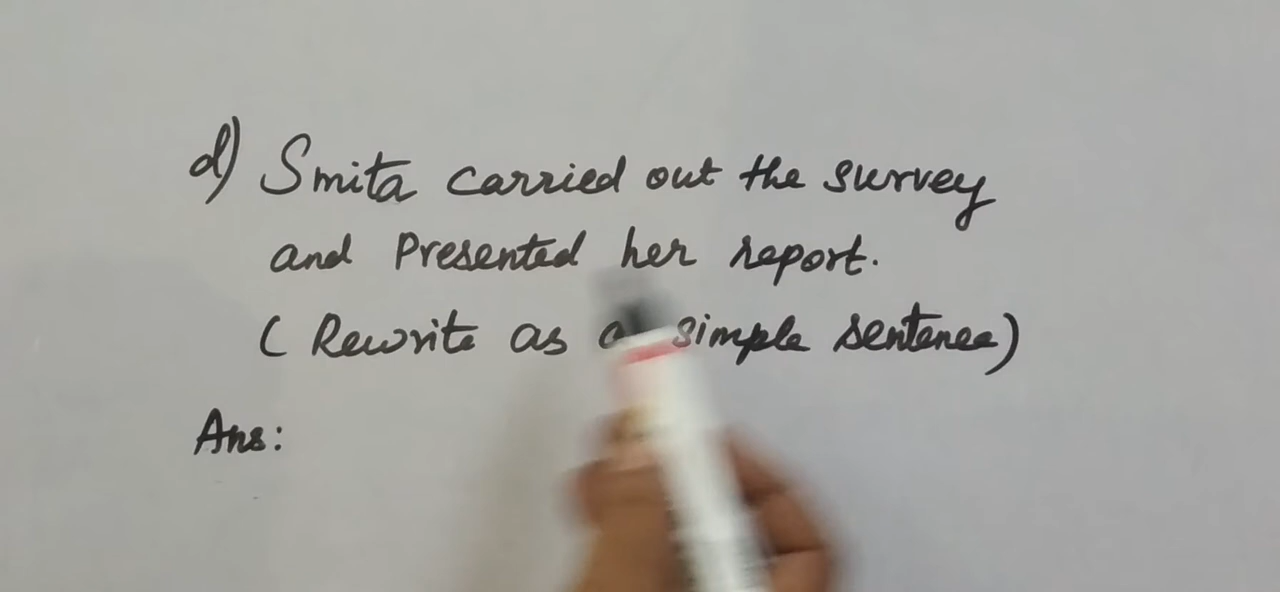 d) Smita carried out the survey
and Presented her report.
( Rewrite as a simple sentence)
Ans: